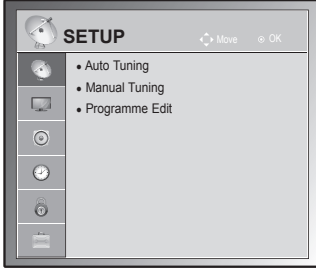 SETUP
Move OK
• Auto Tuning
• Manual Tuning
• Programme Edit